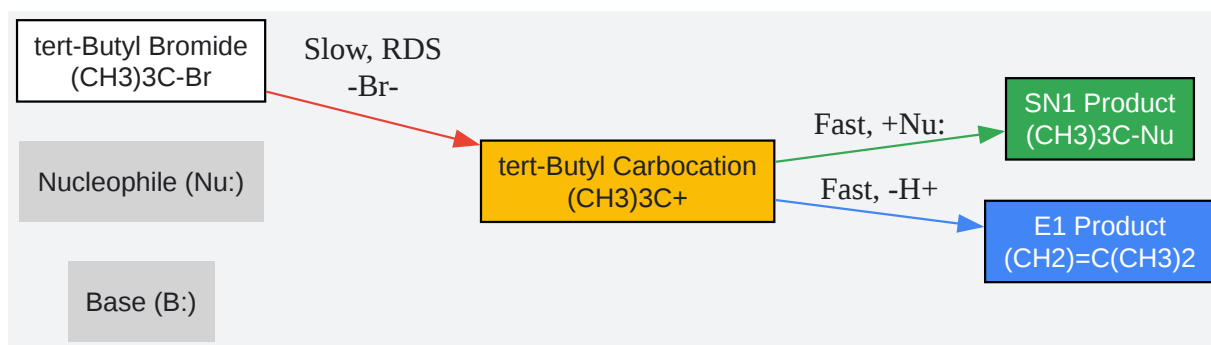 tert-Butyl Bromide
(CH3)3C-Br
Slow, RDS
-Br-
Nucleophile (Nu:)
Base (B:)
tert-Butyl Carbocation
(CH3)3C+
Fast, +Nu:
Fast, -H+
SN1 Product
(CH3)3C-Nu
E1 Product
(CH2)=C(CH3)2